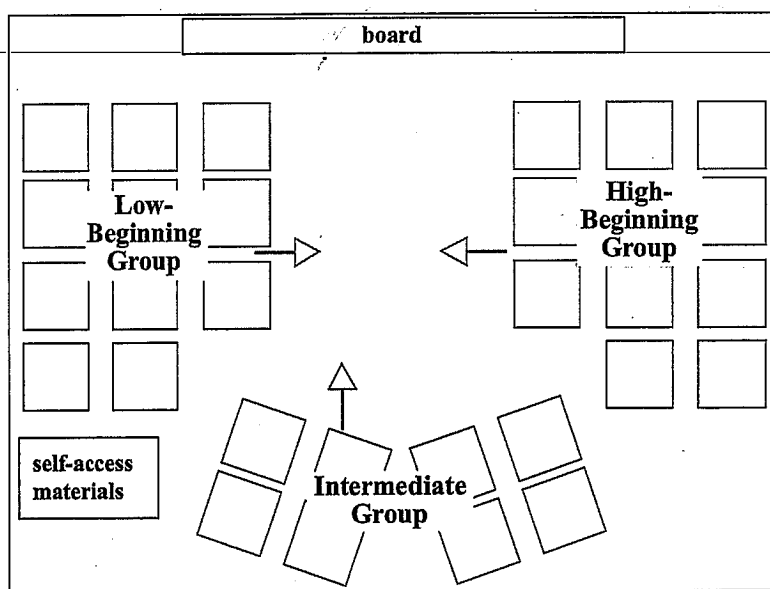 board
Low-
Beginning
Group
High-
Beginning
Group
self-access
materials
Intermediate
Group